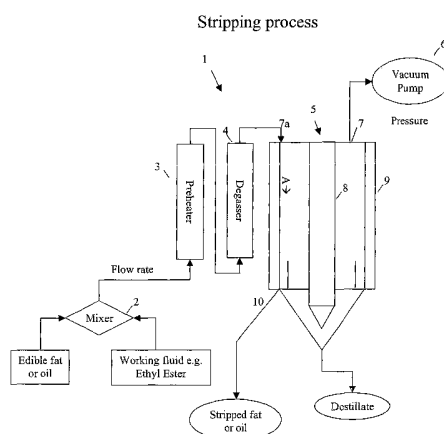 Stripping process
1
6
Vacuum
Pump
Pressure
7a
5
7
4
3
Preheater
Degasser
A
8
9
Flow rate
2
Mixer
10
Edible fat
or oil
Working fluid e.g.
Ethyl Ester
Stripped fat
or oil
Destillate